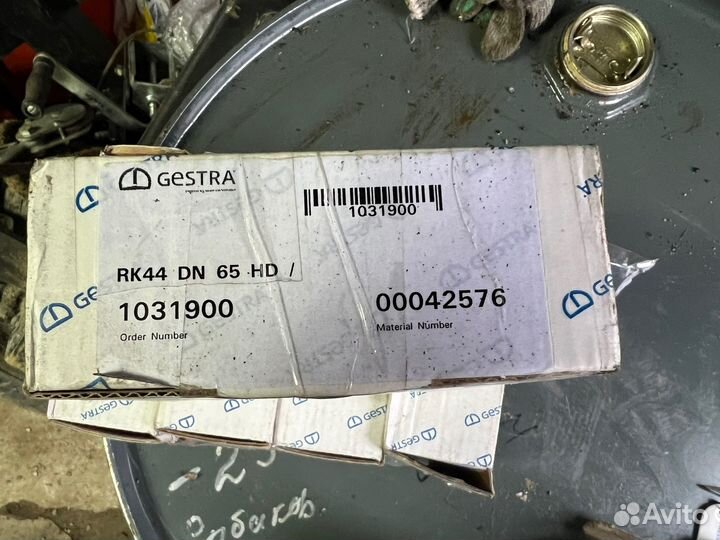 GESTRA
1031900
RK44 DN 65 HD /
1031900
00042576
Order Number
Material Number
GESTRA
GESTRA
GESTRA
GESTRA
GESTRA
GESTRA
GESTRA
Avito